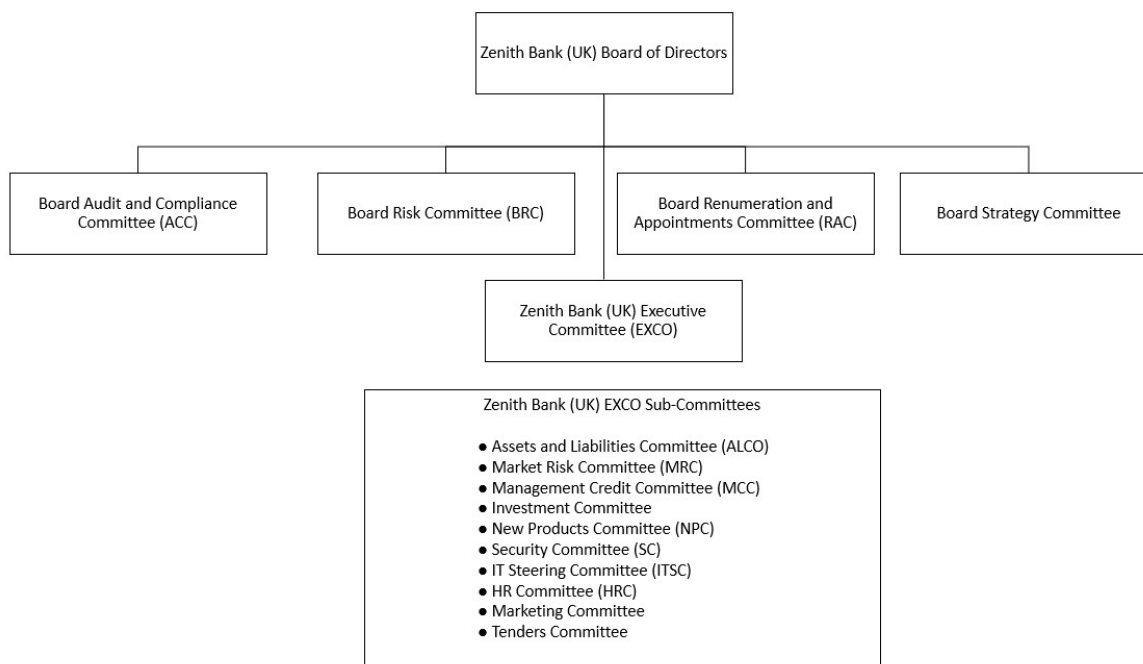 Zenith Bank (UK) Board of Directors
Board Audit and Compliance
Committee (ACC)
Board Risk Committee (BRC)
Board Renumeration and
Appointments Committee (RAC)
Board Strategy Committee
Zenith Bank (UK) Executive
Committee (EXCO)
Zenith Bank (UK) EXCO Sub-Committees
● Assets and Liabilities Committee (ALCO)
● Market Risk Committee (MRC)
● Management Credit Committee (MCC)
● Investment Committee
● New Products Committee (NPC)
● Security Committee (SC)
● IT Steering Committee (ITSC)
● HR Committee (HRC)
● Marketing Committee
● Tenders Committee